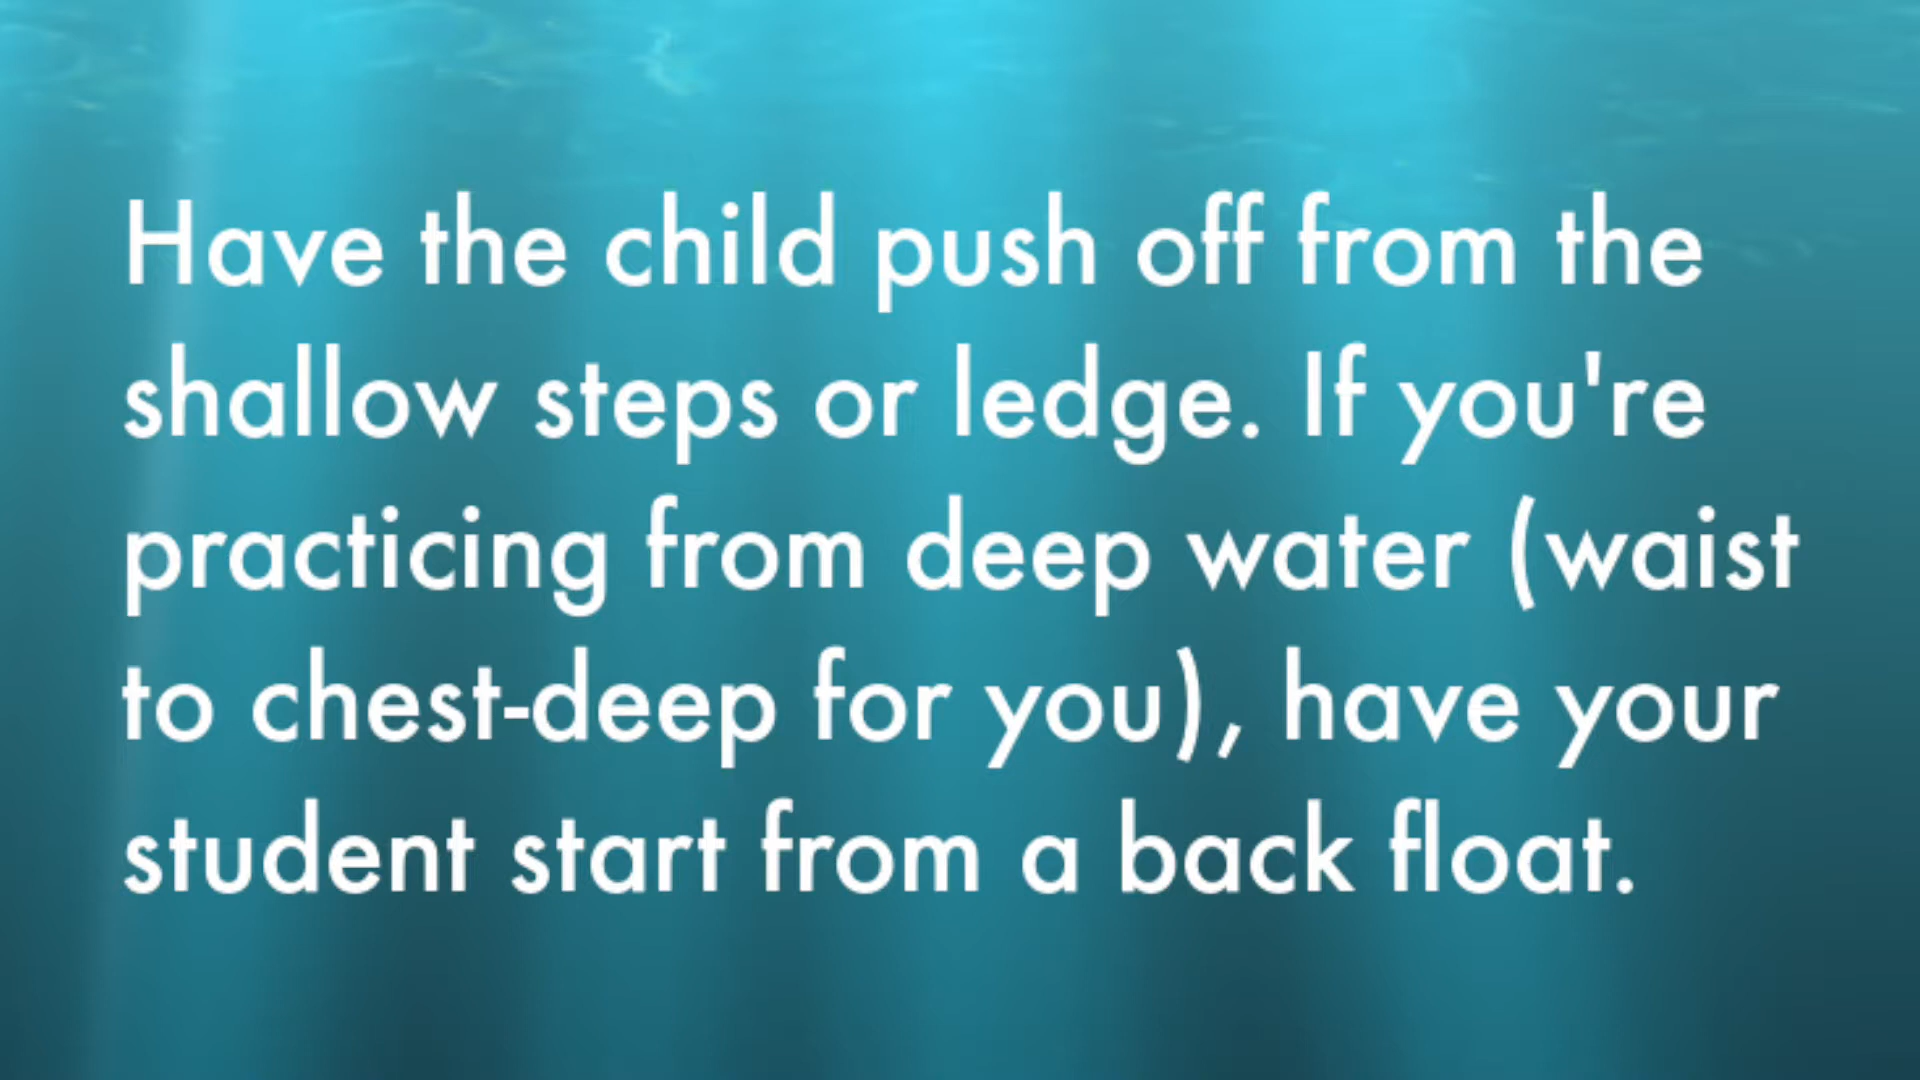 Have the child push off from the
shallow steps or ledge. If you're
practicing from deep water (waist
to chest-deep for you), have your
student start from a back float.